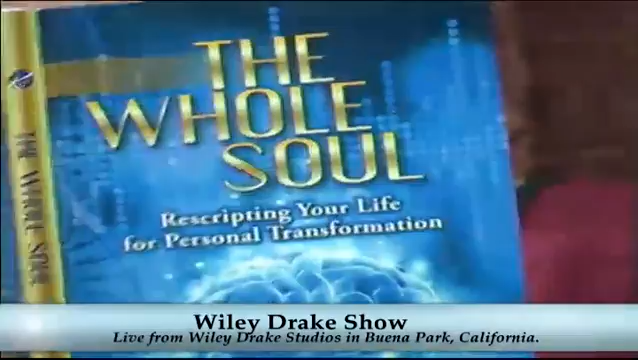 THE
WHOLE
SOUL
Rescripting Your Life
for Personal Transformation
THE WHOLE SOUL
Wiley Drake Show
Live from Wiley Drake Studios in Buena Park, California.